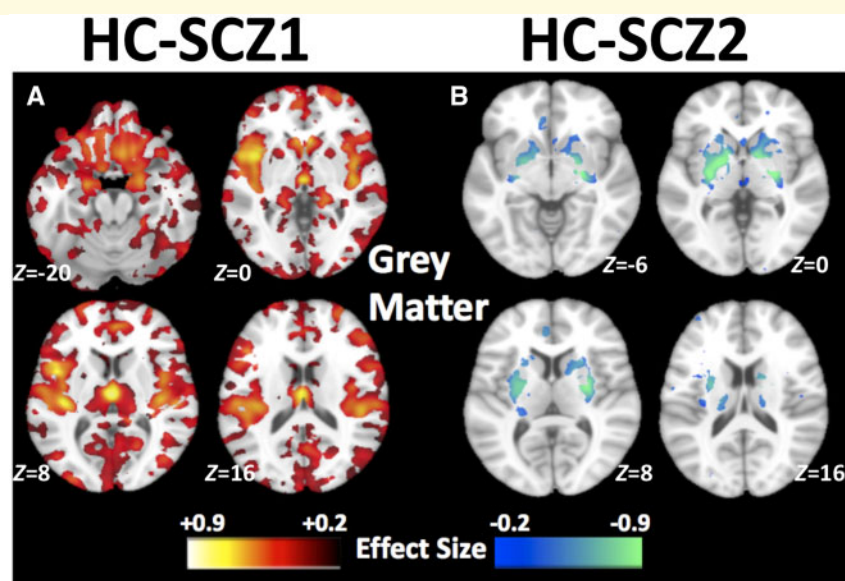 HC-SCZ1
HC-SCZ2
A
B
Z=-20
Z=0
Grey
Matter
Z=-6
Z=0
Z=8
Z=16
Z=8
Z=16
+0.9
+0.2
Effect Size
-0.2
-0.9